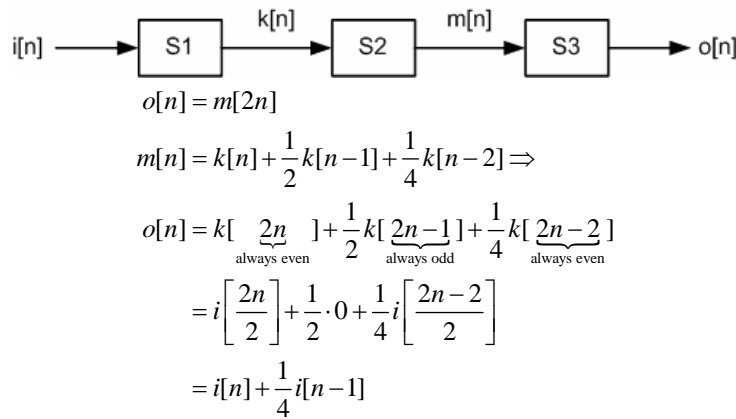 k[n] m[n]
i[n] S1 S2 S3 o[n]
o[n] = m[2n]
m[n] = k[n] + 1/2 k[n−1] + 1/4 k[n−2] ⇒
o[n] = k[ 2n ] + 1/2 k[ 2n−1 ] + 1/4 k[ 2n−2 ]
always even always odd always even
= i[2n/2] + 1/2 · 0 + 1/4 i[(2n−2)/2]
= i[n] + 1/4 i[n−1]